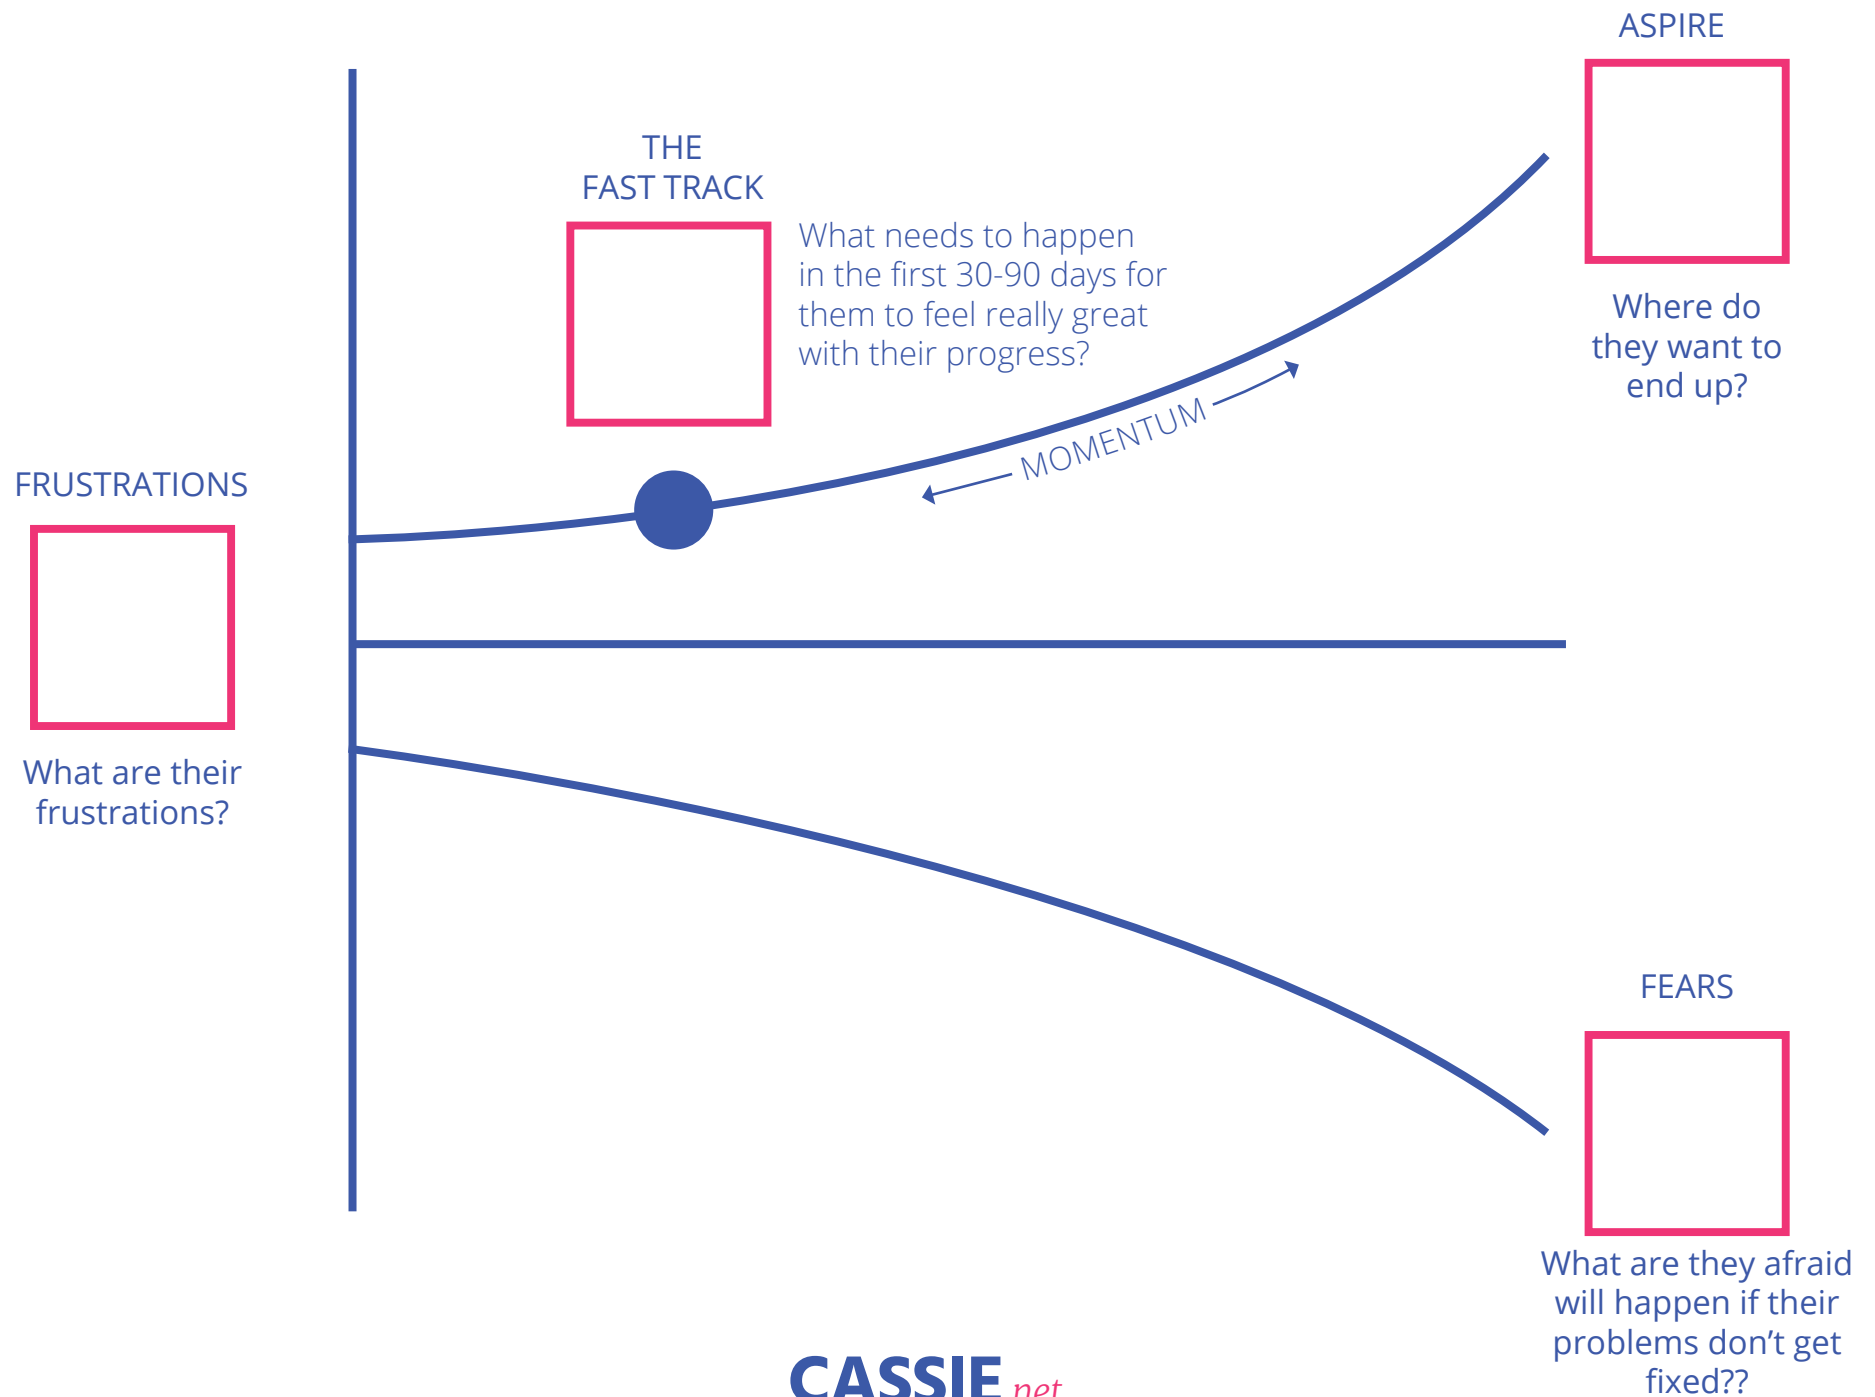 ASPIRE
THE
FAST TRACK
What needs to happen
in the first 30-90 days for
them to feel really great
with their progress?
Where do
they want to
end up?
MOMENTUM
FRUSTRATIONS
What are their
frustrations?
FEARS
What are they afraid
will happen if their
problems don’t get
fixed??
CASSIE.net